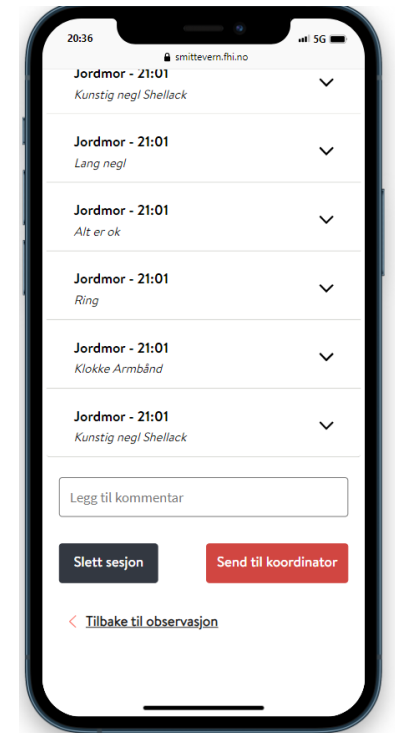 20:36
5G
smittevern.fhi.no
Jordmor - 21:01
Kunstig negl Shellack
Jordmor - 21:01
Lang negl
Jordmor - 21:01
Alt er ok
Jordmor - 21:01
Ring
Jordmor - 21:01
Klokke Armbånd
Jordmor - 21:01
Kunstig negl Shellack
Legg til kommentar
Slett sesjon
Send til koordinator
Tilbake til observasjon